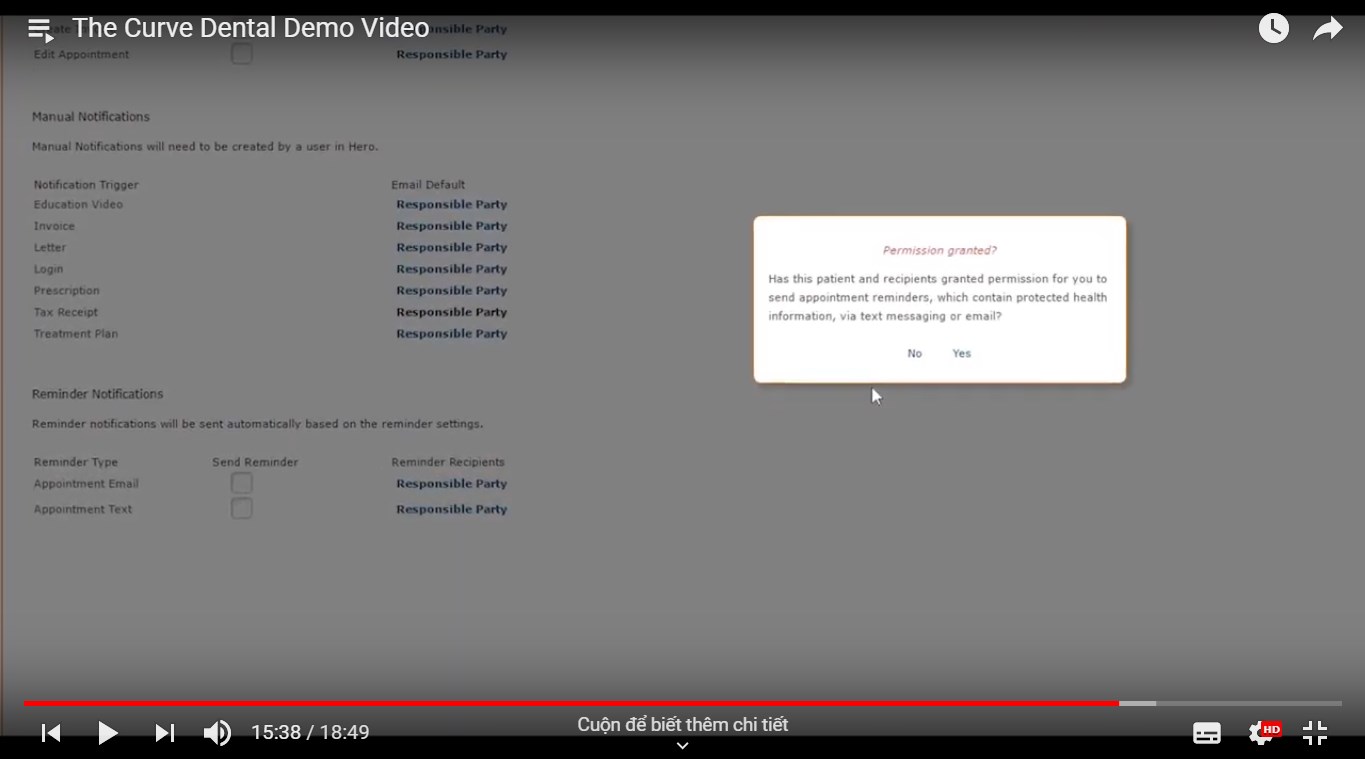 The Curve Dental Demo Video
Responsible Party
Edit Appointment Responsible Party
Manual Notifications
Manual Notifications will need to be created by a user in Hero.
Notification Trigger Email Default
Education Video Responsible Party
Invoice Responsible Party
Letter Responsible Party
Login Responsible Party
Prescription Responsible Party
Tax Receipt Responsible Party
Treatment Plan Responsible Party
Permission granted?
Has this patient and recipients granted permission for you to
send appointment reminders, which contain protected health
information, via text messaging or email?
No Yes
Reminder Notifications
Reminder notifications will be sent automatically based on the reminder settings.
Reminder Type Send Reminder Reminder Recipients
Appointment Email Responsible Party
Appointment Text Responsible Party
15:38 / 18:49
Cuộn để biết thêm chi tiết
HD